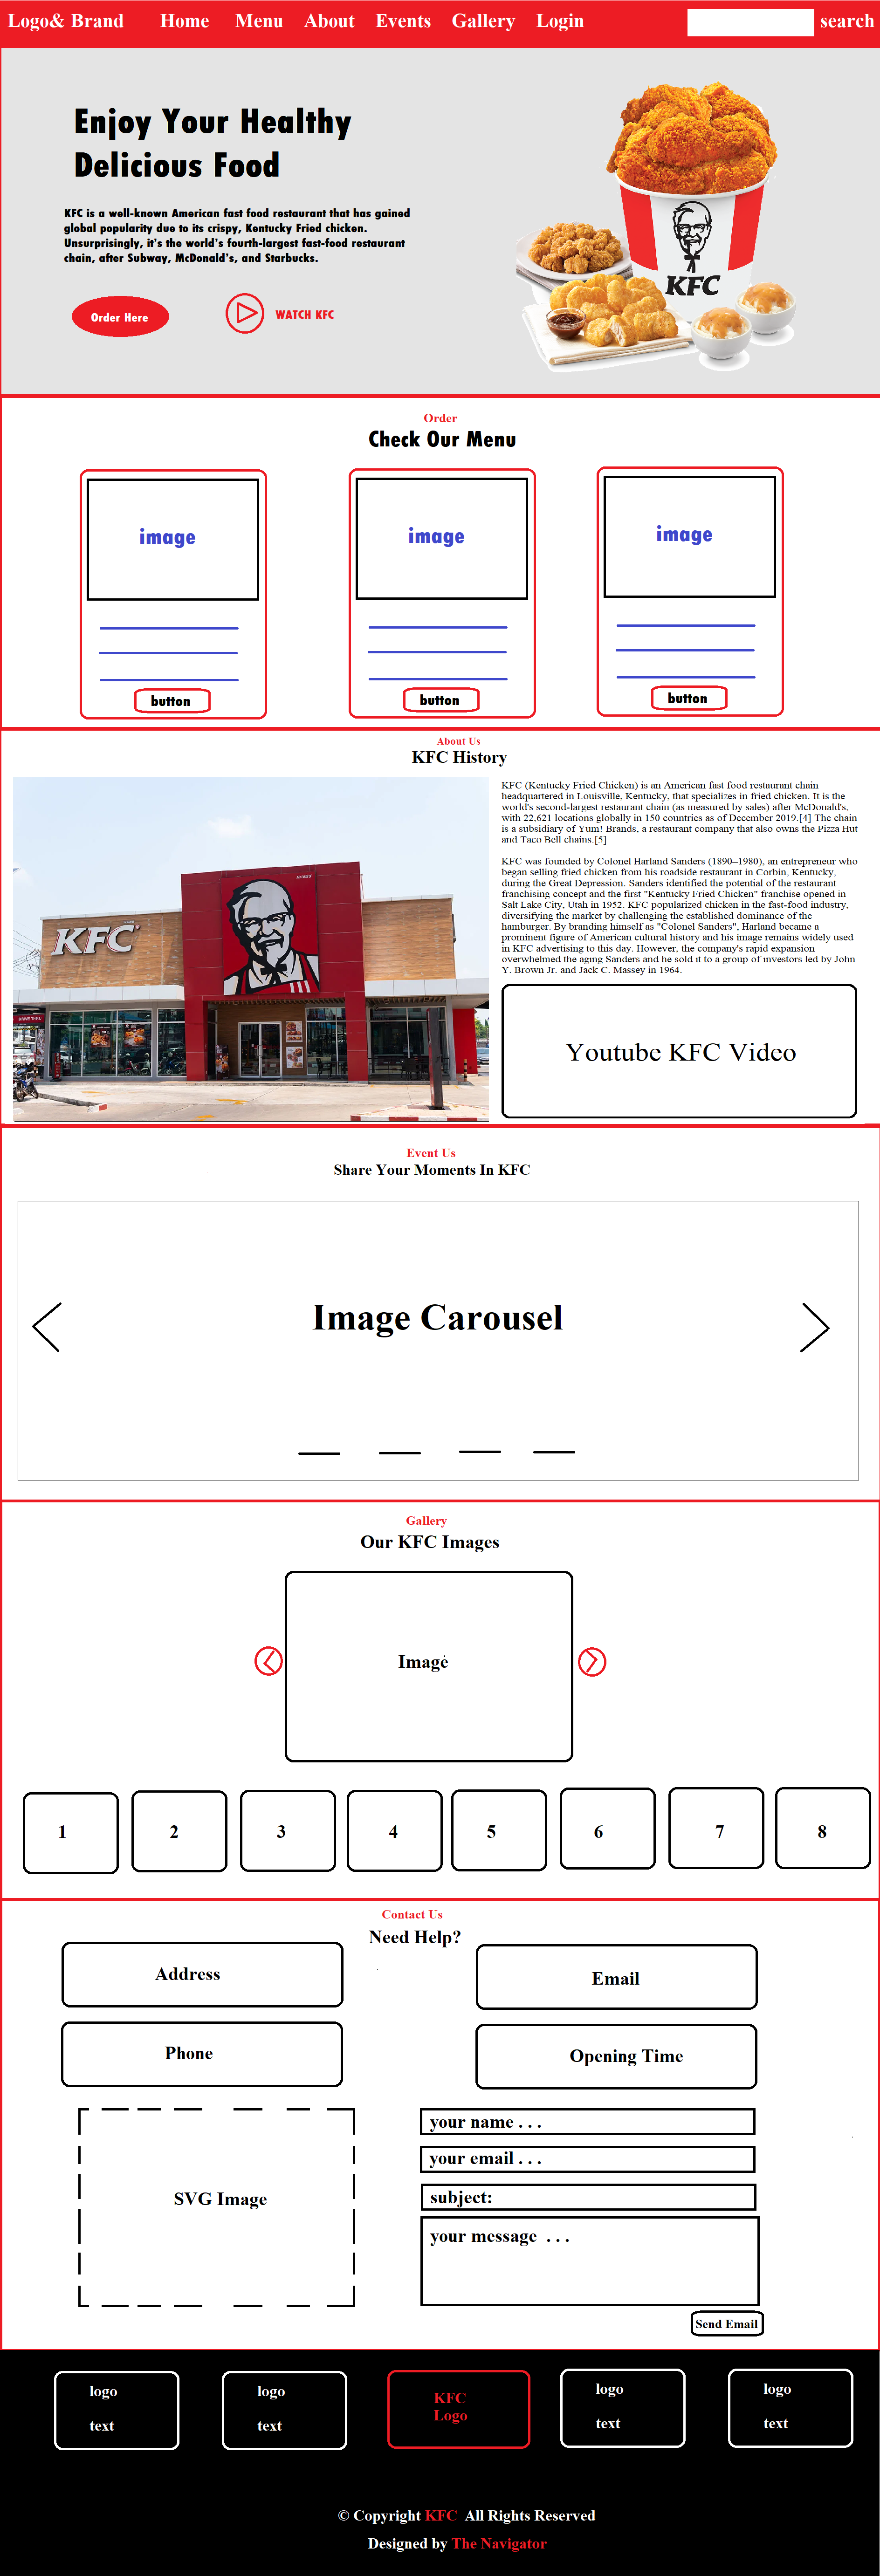 Logo& Brand Home Menu About Events Gallery Login search
Enjoy Your Healthy
Delicious Food
KFC is a well-known American fast food restaurant that has gained
global popularity due to its crispy, Kentucky Fried chicken.
Unsurprisingly, it's the world's fourth-largest fast-food restaurant
chain, after Subway, McDonald's, and Starbucks.
Order Here
WATCH KFC
KFC
Order
Check Our Menu
image
image
image
button
button
button
About Us
KFC History
KFC
KFC (Kentucky Fried Chicken) is an American fast food restaurant chain
headquartered in Louisville, Kentucky, that specializes in fried chicken. It is the
world's second-largest restaurant chain (as measured by sales) after McDonald's,
with 22,621 locations globally in 150 countries as of December 2019.[4] The chain
is a subsidiary of Yum! Brands, a restaurant company that also owns the Pizza Hut
and Taco Bell chains.[5]
KFC was founded by Colonel Harland Sanders (1890–1980), an entrepreneur who
began selling fried chicken from his roadside restaurant in Corbin, Kentucky,
during the Great Depression. Sanders identified the potential of the restaurant
franchising concept and the first "Kentucky Fried Chicken" franchise opened in
Salt Lake City, Utah in 1952. KFC popularized chicken in the fast-food industry,
diversifying the market by challenging the established dominance of the
hamburger. By branding himself as "Colonel Sanders", Harland became a
prominent figure of American cultural history and his image remains widely used
in KFC advertising to this day. However, the company's rapid expansion
overwhelmed the aging Sanders and he sold it to a group of investors led by John
Y. Brown Jr. and Jack C. Massey in 1964.
Youtube KFC Video
Event Us
Share Your Moments In KFC
Image Carousel
Gallery
Our KFC Images
Image
1 2 3 4 5 6 7 8
Contact Us
Need Help?
Address
Email
Phone
Opening Time
SVG Image
your name . . .
your email . . .
subject:
your message . . .
Send Email
logo
text
logo
text
KFC
Logo
logo
text
logo
text
© Copyright KFC All Rights Reserved
Designed by The Navigator